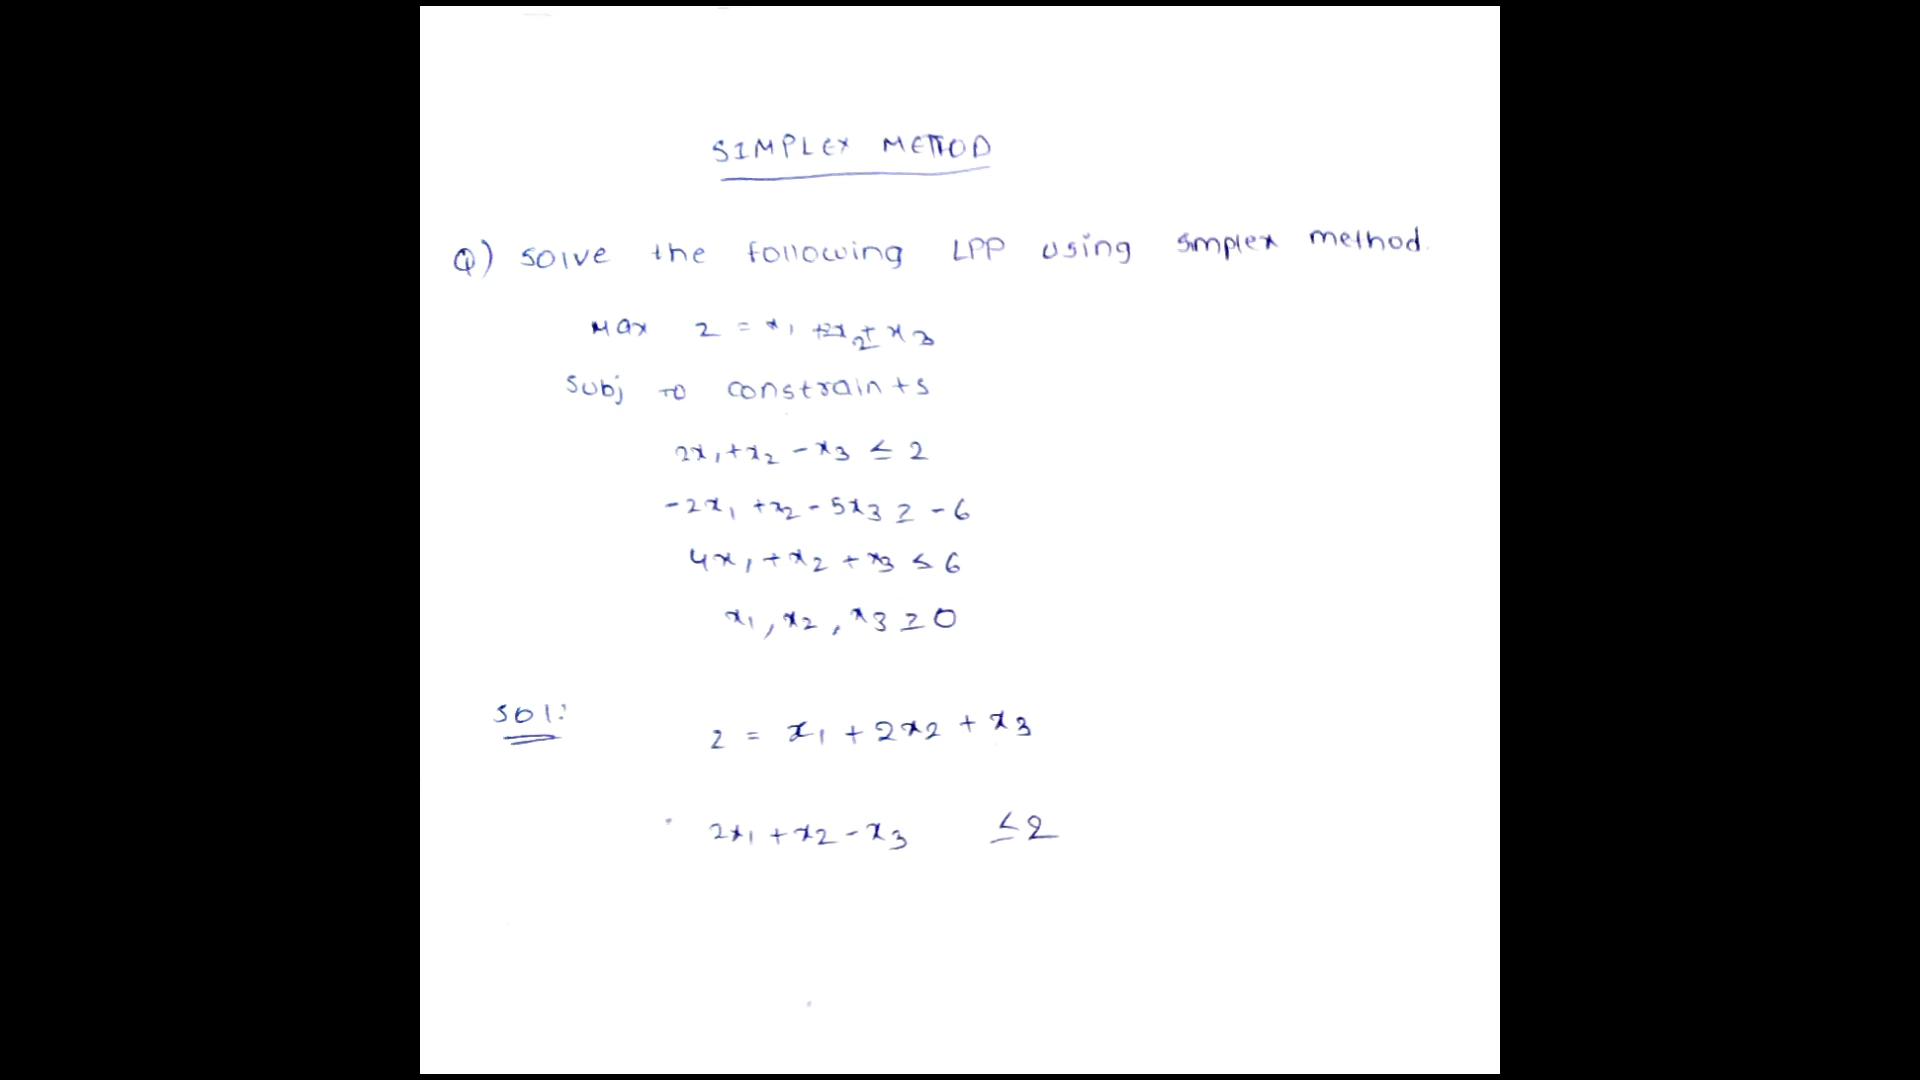 SIMPLEX METHOD
Q) solve the following LPP using simplex method.
Max z = x₁ + 2x₂ + x₃
Subj to constraints
2x₁ + x₂ - x₃ ≤ 2
-2x₁ + x₂ - 5x₃ ≥ -6
4x₁ + x₂ + x₃ ≤ 6
x₁, x₂, x₃ ≥ 0
Sol:
z = x₁ + 2x₂ + x₃
2x₁ + x₂ - x₃ ≤ 2